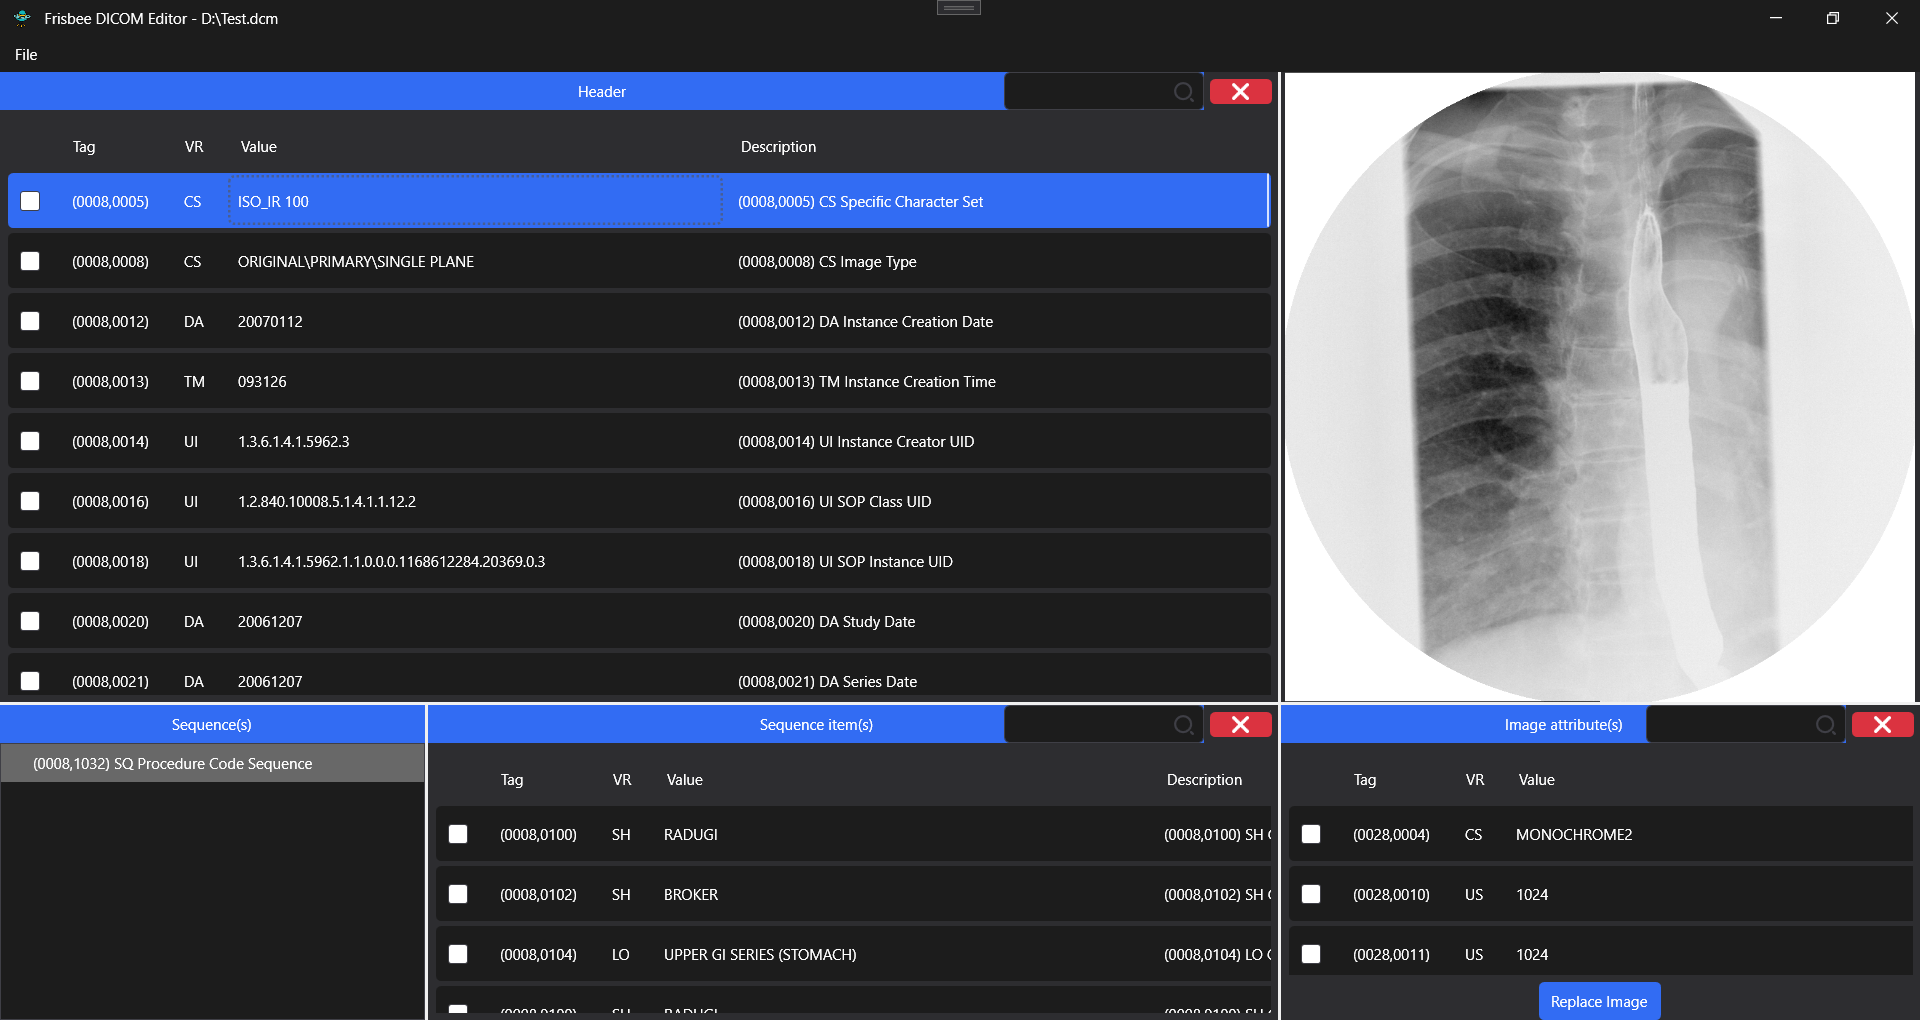 Frisbee DICOM Editor - D:\Test.dcm
File
Header
Tag VR Value Description
(0008,0005) CS ISO_IR 100 (0008,0005) CS Specific Character Set
(0008,0008) CS ORIGINAL\PRIMARY\SINGLE PLANE (0008,0008) CS Image Type
(0008,0012) DA 20070112 (0008,0012) DA Instance Creation Date
(0008,0013) TM 093126 (0008,0013) TM Instance Creation Time
(0008,0014) UI 1.3.6.1.4.1.5962.3 (0008,0014) UI Instance Creator UID
(0008,0016) UI 1.2.840.10008.5.1.4.1.1.12.2 (0008,0016) UI SOP Class UID
(0008,0018) UI 1.3.6.1.4.1.5962.1.1.0.0.0.1168612284.20369.0.3 (0008,0018) UI SOP Instance UID
(0008,0020) DA 20061207 (0008,0020) DA Study Date
(0008,0021) DA 20061207 (0008,0021) DA Series Date
Sequence(s)
(0008,1032) SQ Procedure Code Sequence
Sequence item(s)
Tag VR Value Description
(0008,0100) SH RADUGI (0008,0100) SH
(0008,0102) SH BROKER (0008,0102) SH
(0008,0104) LO UPPER GI SERIES (STOMACH) (0008,0104) LO
Image attribute(s)
Tag VR Value
(0028,0004) CS MONOCHROME2
(0028,0010) US 1024
(0028,0011) US 1024
Replace Image